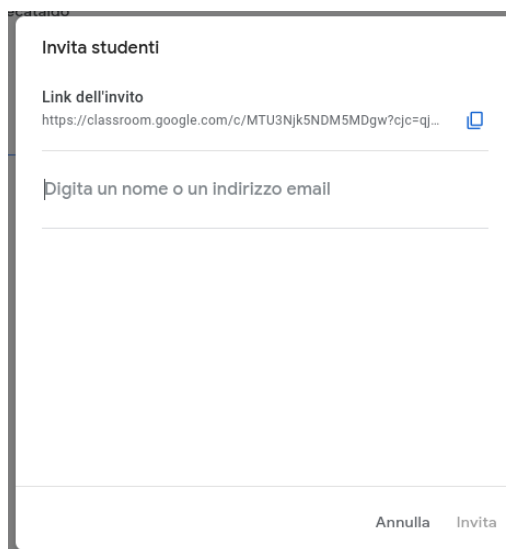 Invita studenti
Link dell'invito
https://classroom.google.com/c/MTU3Njk5NDM5MDgw?cjc=qj...
Digita un nome o un indirizzo email
Annulla Invita